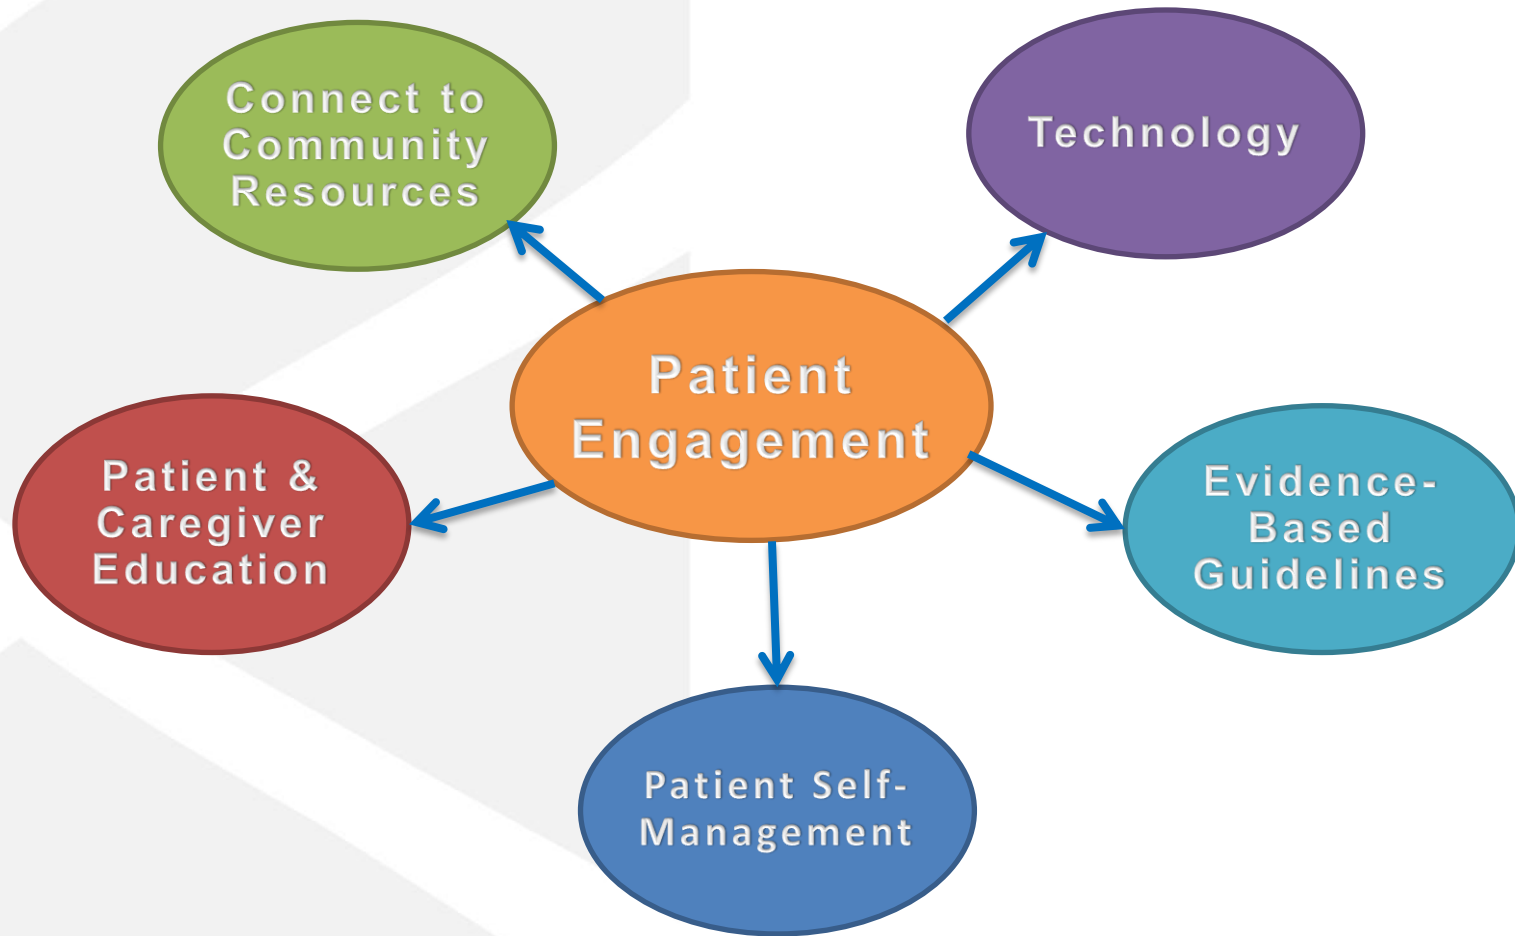 Connect to
Community
Resources
Technology
Patient
Engagement
Patient &
Caregiver
Education
Evidence-
Based
Guidelines
Patient Self-
Management